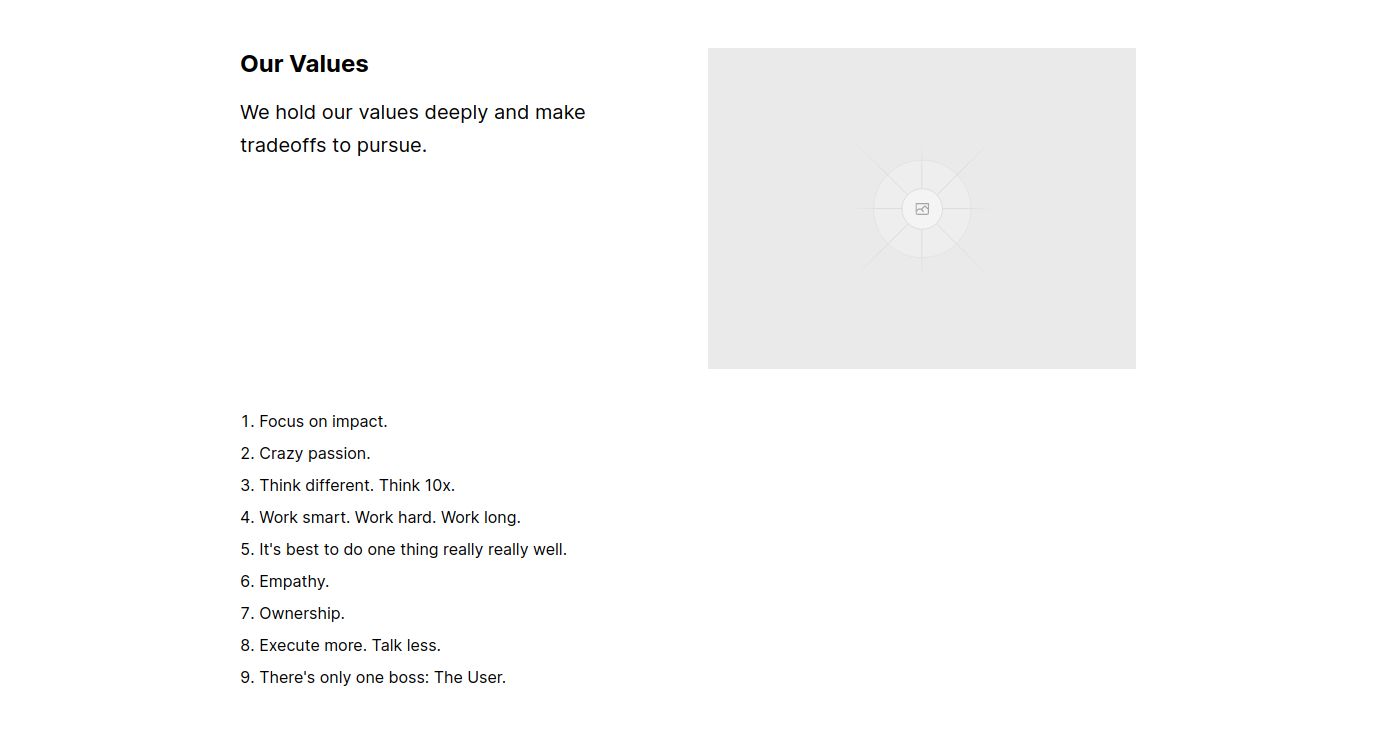 Our Values
We hold our values deeply and make
tradeoffs to pursue.
1. Focus on impact.
2. Crazy passion.
3. Think different. Think 10x.
4. Work smart. Work hard. Work long.
5. It's best to do one thing really really well.
6. Empathy.
7. Ownership.
8. Execute more. Talk less.
9. There's only one boss: The User.